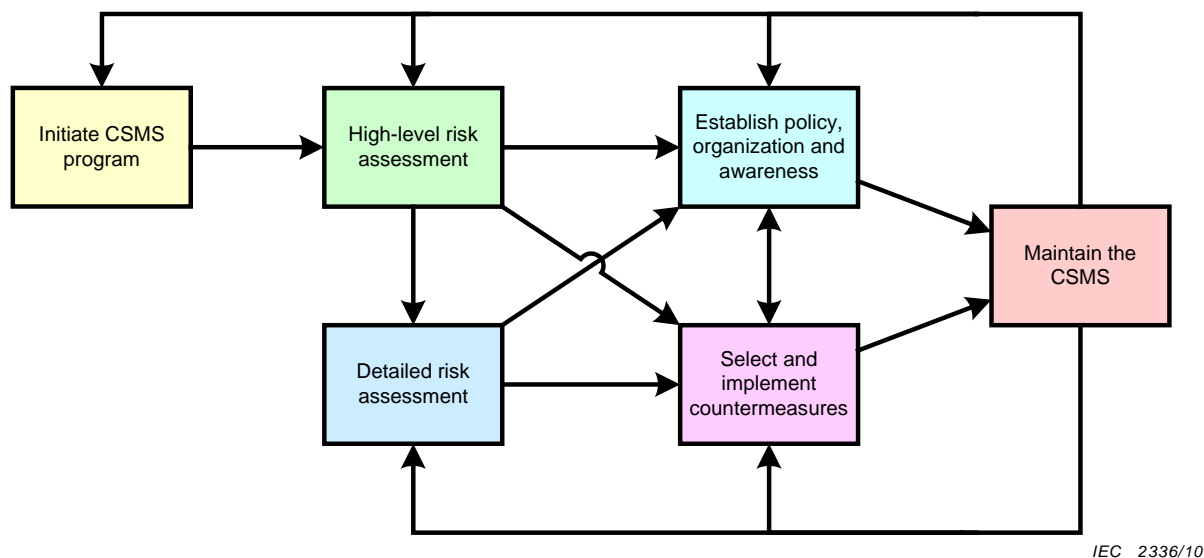 Initiate CSMS
program
High-level risk
assessment
Establish policy,
organization and
awareness
Maintain the
CSMS
Detailed risk
assessment
Select and
implement
countermeasures
IEC 2336/10